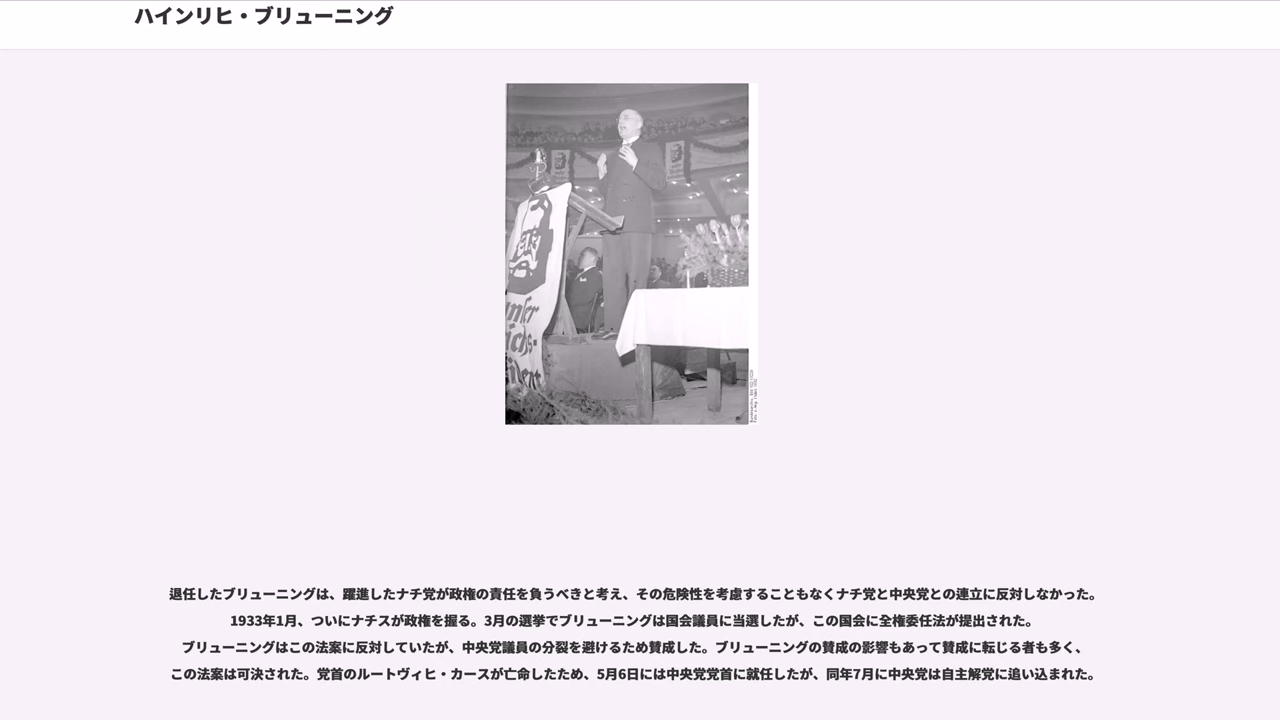 ハインリヒ・ブリューニング
unser
退任したブリューニングは、躍進したナチ党が政権の責任を負うべきと考え、その危険性を考慮することもなくナチ党と中央党との連立に反対しなかった。
1933年1月、ついにナチスが政権を握る。3月の選挙でブリューニングは国会議員に当選したが、この国会に全権委任法が提出された。
ブリューニングはこの法案に反対していたが、中央党議員の分裂を避けるため賛成した。ブリューニングの賛成の影響もあって賛成に転じる者も多く、
この法案は可決された。党首のルートヴィヒ・カースが亡命したため、5月6日には中央党党首に就任したが、同年7月に中央党は自主解党に追い込まれた。